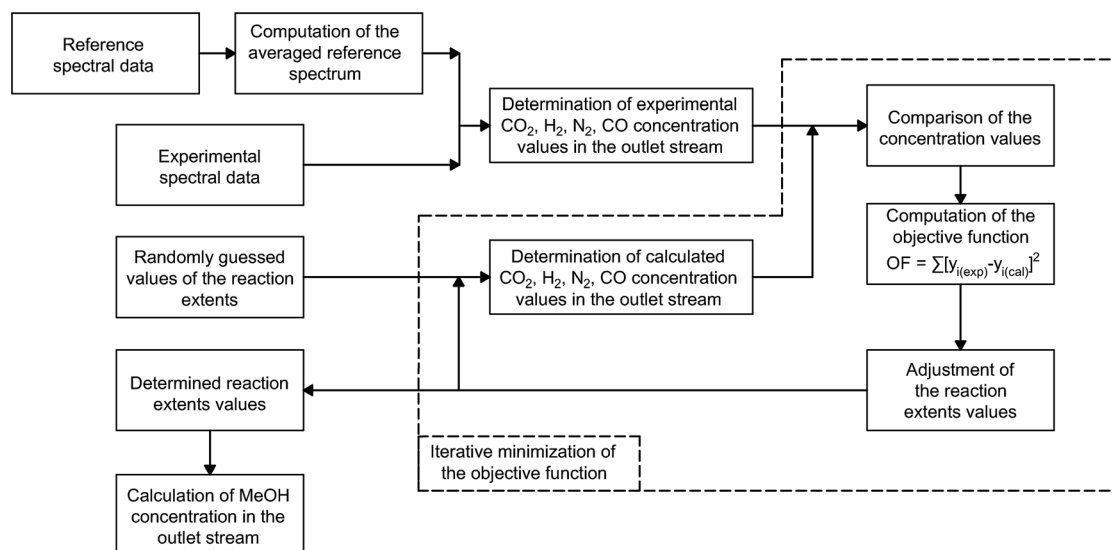 Reference
spectral data
Computation of the
averaged reference
spectrum
Experimental
spectral data
Determination of experimental
CO₂, H₂, N₂, CO concentration
values in the outlet stream
Comparison of the
concentration values
Randomly guessed
values of the reaction
extents
Determination of calculated
CO₂, H₂, N₂, CO concentration
values in the outlet stream
Computation of the
objective function
OF = ∑[y_i(exp)-y_i(cal)]²
Determined reaction
extents values
Adjustment of
the reaction
extents values
Iterative minimization of
the objective function
Calculation of MeOH
concentration in the
outlet stream